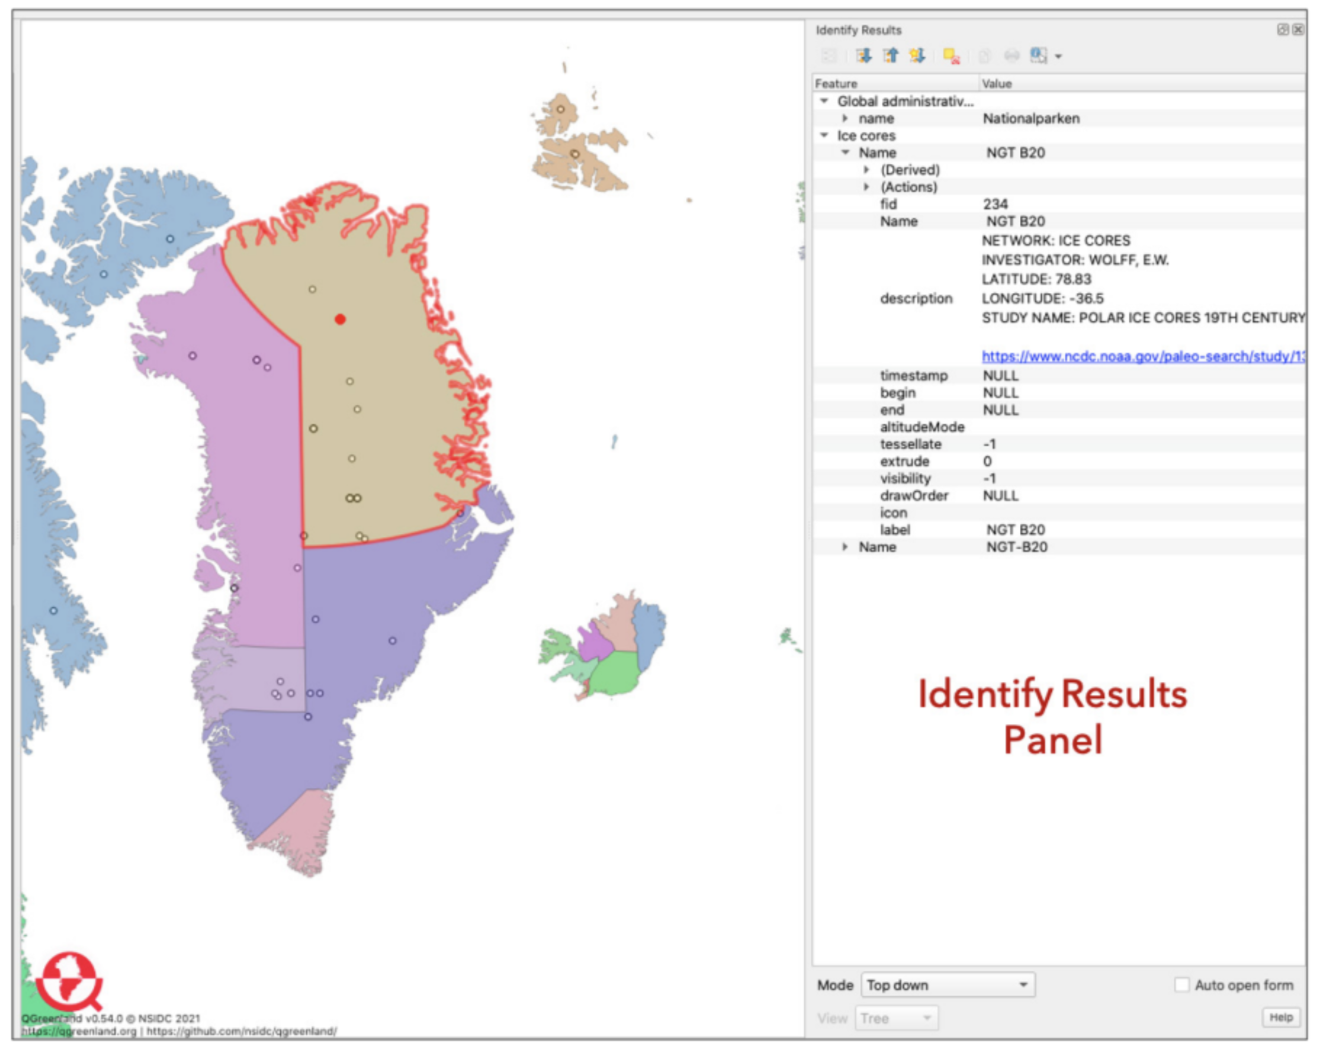 Identify Results
Feature Value
Global administrativ...
name Nationalparken
Ice cores
Name NGT B20
(Derived)
(Actions)
fid 234
Name NGT B20
NETWORK: ICE CORES
INVESTIGATOR: WOLFF, E.W.
LATITUDE: 78.83
description LONGITUDE: -36.5
STUDY NAME: POLAR ICE CORES 19TH CENTURY
https://www.ncdc.noaa.gov/paleo-search/study/13
timestamp NULL
begin NULL
end NULL
altitudeMode
tessellate -1
extrude 0
visibility -1
drawOrder NULL
icon
label NGT B20
Name NGT-B20
Identify Results
Panel
Mode Top down Auto open form
View Tree Help
QGreenland v0.54.0 © NSIDC 2021
https://qgreenland.org | https://github.com/nsidc/qgreenland/